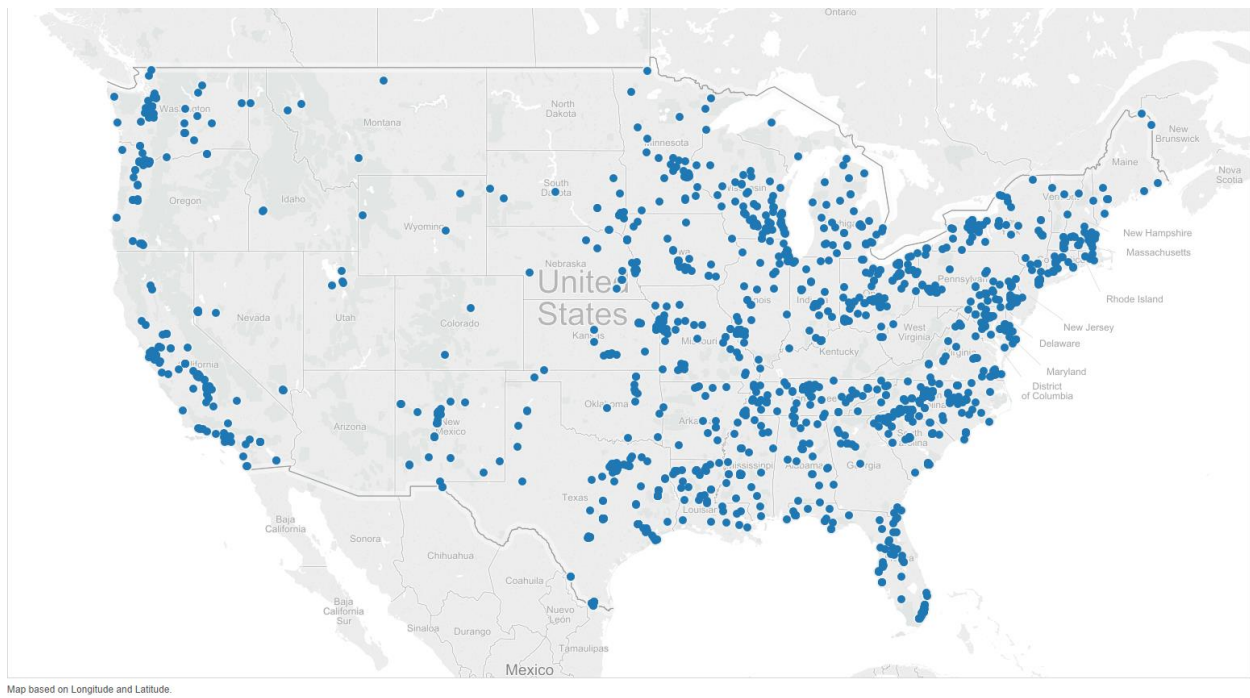 Ontario
Washington
Montana
North
Dakota
Minnesota
New
Brunswick
Maine
Nova
Scotia
Oregon
Idaho
South
Dakota
Wisconsin
Vermont
Wyoming
Michigan
New Hampshire
Massachusetts
Iowa
Nebraska
United
States
Pennsylvania
Illinois
Indiana
Rhode Island
Nevada
Utah
Colorado
Kansas
Missouri
West
Virginia
New Jersey
Kentucky
Virginia
Delaware
California
Maryland
District
of Columbia
Oklahoma
Arizona
New
Mexico
South
Carolina
Mississippi
Alabama
Georgia
Texas
Louisiana
Baja
California
Sonora
Chihuahua
Coahuila
Baja
California
Sur
Nuevo
León
Sinaloa
Durango
Tamaulipas
Mexico
Map based on Longitude and Latitude.